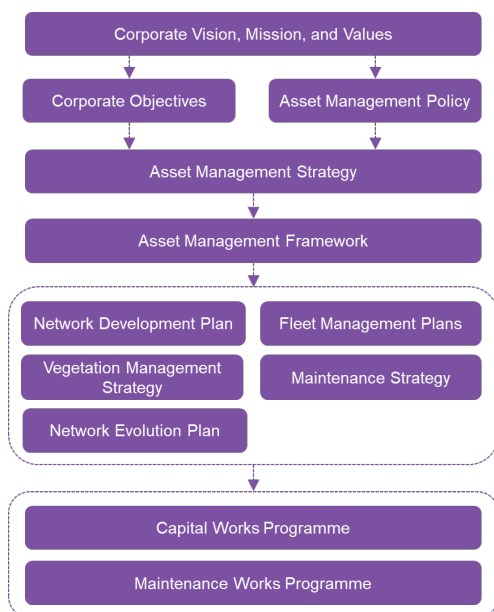 Corporate Vision, Mission, and Values
Corporate Objectives
Asset Management Policy
Asset Management Strategy
Asset Management Framework
Network Development Plan
Fleet Management Plans
Vegetation Management
Strategy
Maintenance Strategy
Network Evolution Plan
Capital Works Programme
Maintenance Works Programme